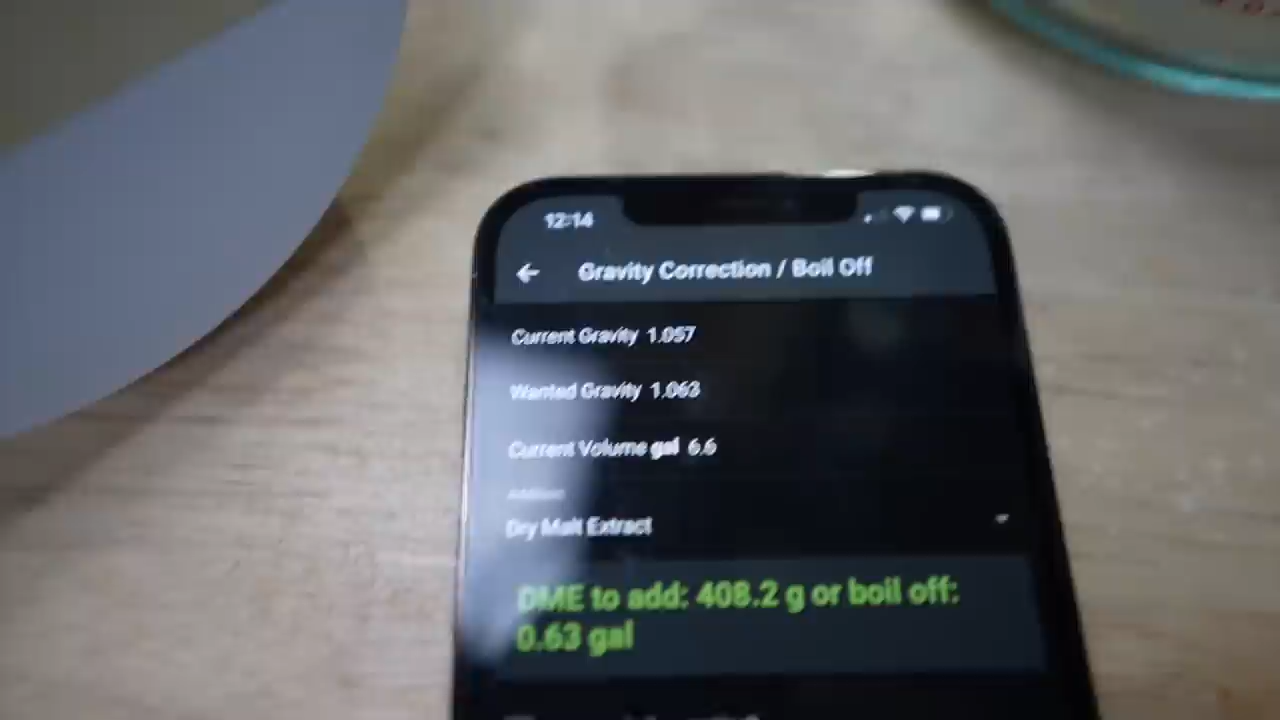 12:14
Gravity Correction / Boil Off
Current Gravity 1.057
Wanted Gravity 1.063
Current Volume gal 6.6
Dry Malt Extract
DME to add: 408.2 g or boil off:
0.63 gal